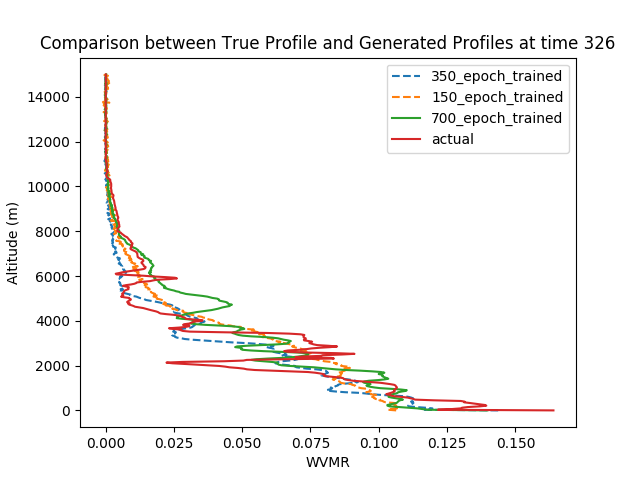 Comparison between True Profile and Generated Profiles at time 326
350_epoch_trained
150_epoch_trained
700_epoch_trained
actual
14000
12000
10000
8000
6000
4000
2000
0
Altitude (m)
0.000 0.025 0.050 0.075 0.100 0.125 0.150
WVMR